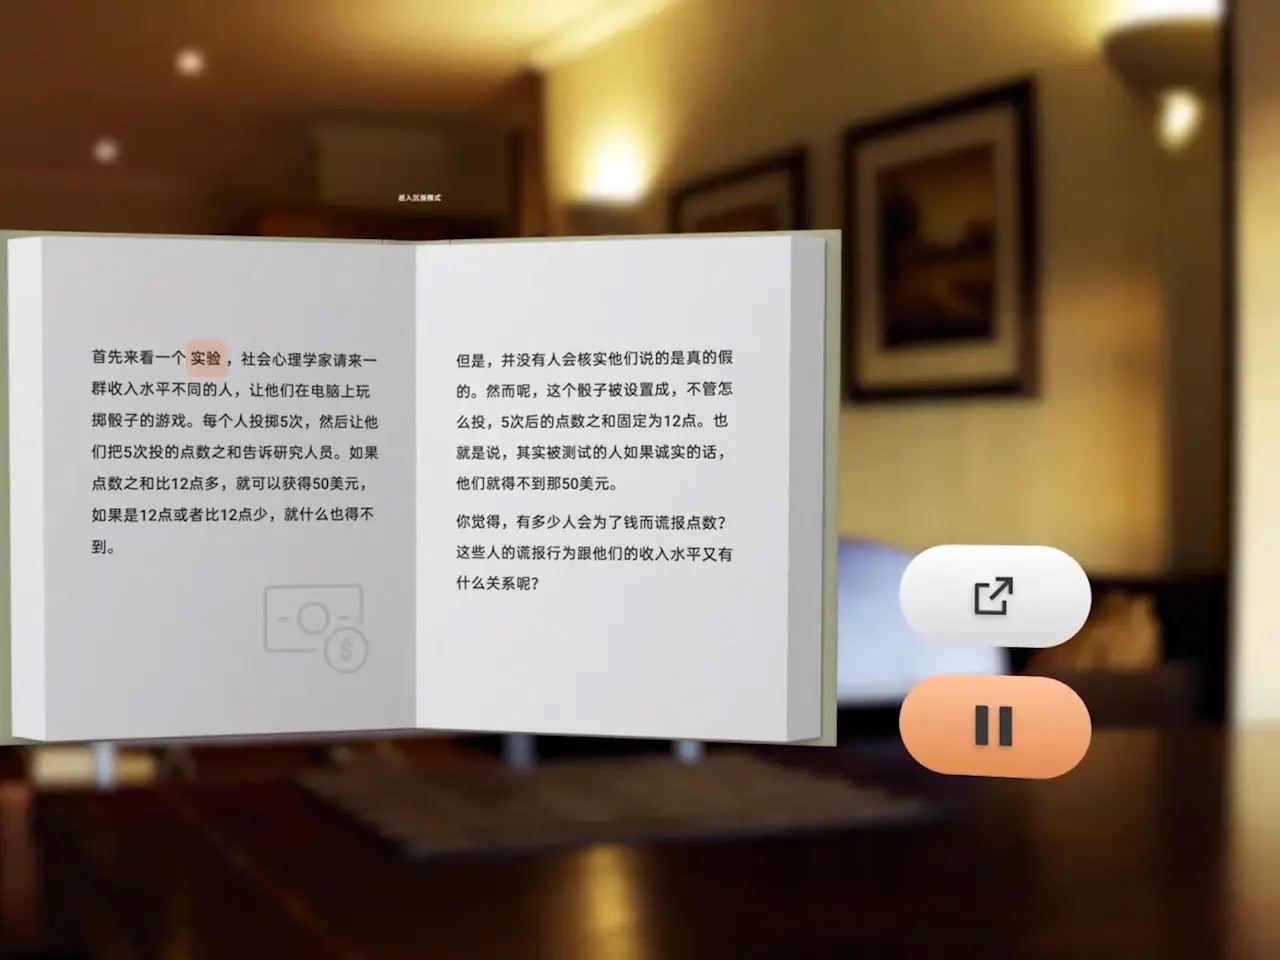 进入沉浸模式
首先来看一个实验，社会心理学家请来一
群收入水平不同的人，让他们在电脑上玩
掷骰子的游戏。每个人投掷5次，然后让他
们把5次投的点数之和告诉研究人员。如果
点数之和比12点多，就可以获得50美元，
如果是12点或者比12点少，就什么也得不
到。
$
但是，并没有人会核实他们说的是真的假
的。然而呢，这个骰子被设置成，不管怎
么投，5次后的点数之和固定为12点。也
就是说，其实被测试的人如果诚实的话，
他们就得不到那50美元。
你觉得，有多少人会为了钱而谎报点数？
这些人的谎报行为跟他们的收入水平又有
什么关系呢？